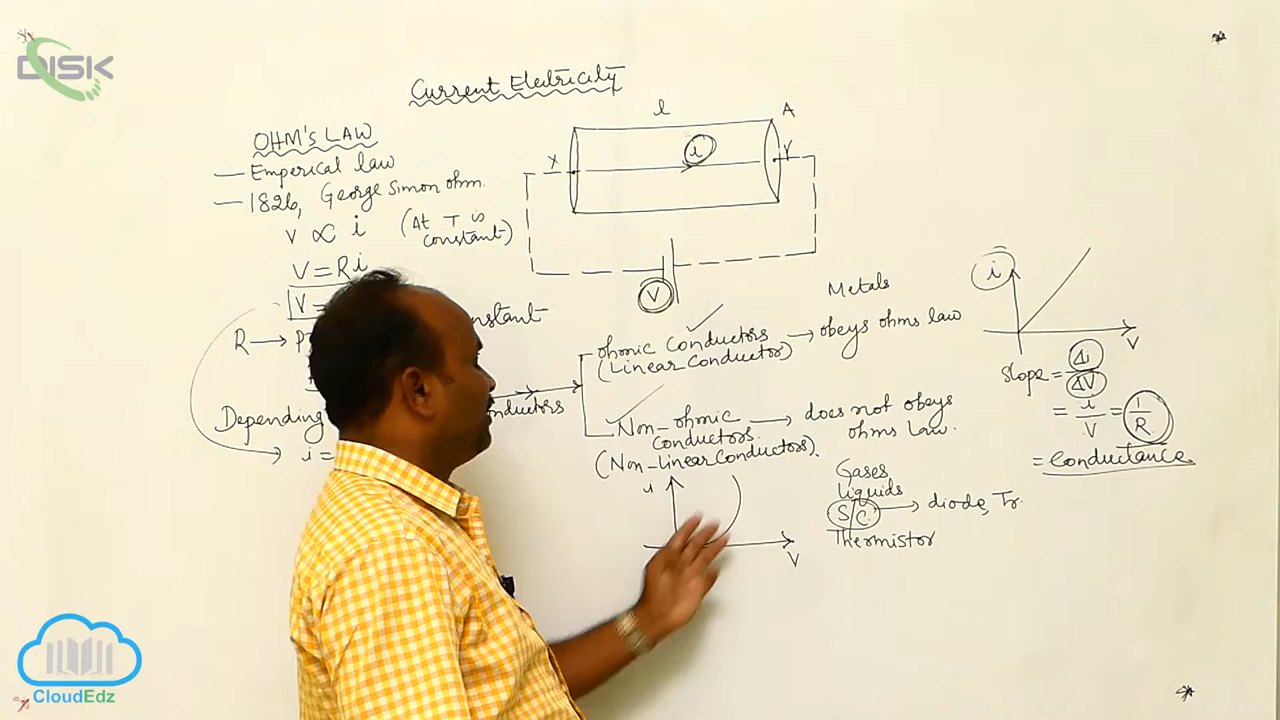 DISK
Current Electricity
OHM'S LAW
— Emperical law
— 1826, George Simon ohm.
V ∝ i (At T is
constant)
V = Ri
V =
R → P
nstant
Depending
onductors
i =
l
A
X
i
Y
V
Metals
ohmic Conductors → obeys ohms law
(Linear Conductor)
Non-ohmic → does not obeys
conductors. ohms Law.
(Non-Linear Conductors).
Gases
liquids
S/C → diode, Tr
Thermistor
i
V
i
V
Slope = Δi/ΔV
= i/V = 1/R
= Conductance
CloudEdz